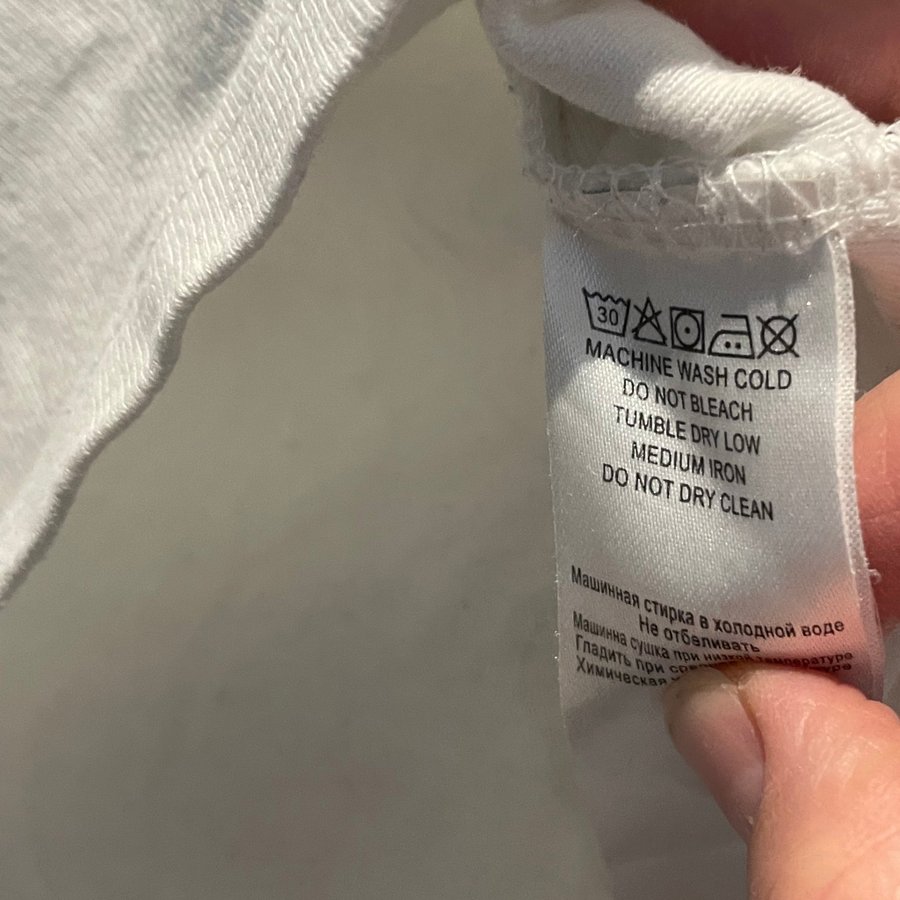 30
MACHINE WASH COLD
DO NOT BLEACH
TUMBLE DRY LOW
MEDIUM IRON
DO NOT DRY CLEAN
Машинная стирка в холодной воде
Не отбеливать
Машинна сушка при низкой температуре
Гладить при
Химическая